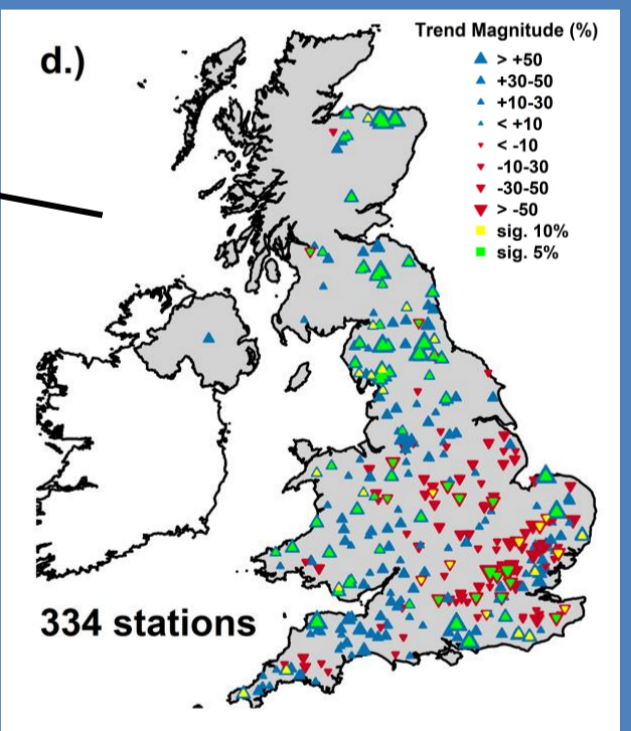 d.)
Trend Magnitude (%)
> +50
+30-50
+10-30
< +10
< -10
-10-30
-30-50
> -50
sig. 10%
sig. 5%
334 stations